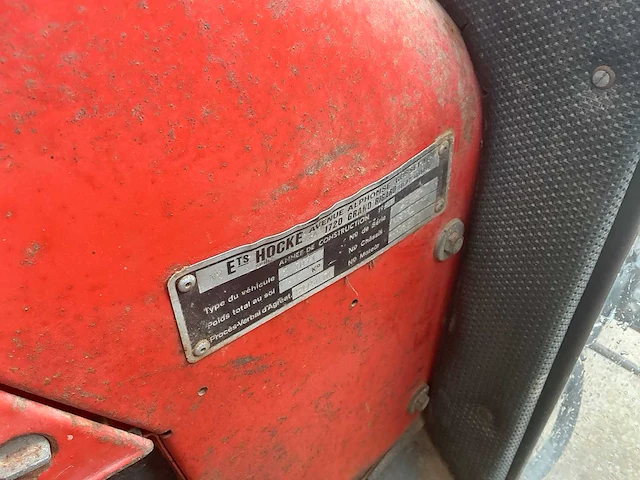 ETS HOCKE AVENUE ALPHONSE
1720 GRAND BIGARD
ANNEE DE CONSTRUCTION
Type du véhicule No de Série
Poids total au sol Kg No Châssis
Procès-Verbal d'Agréat. No Moteur